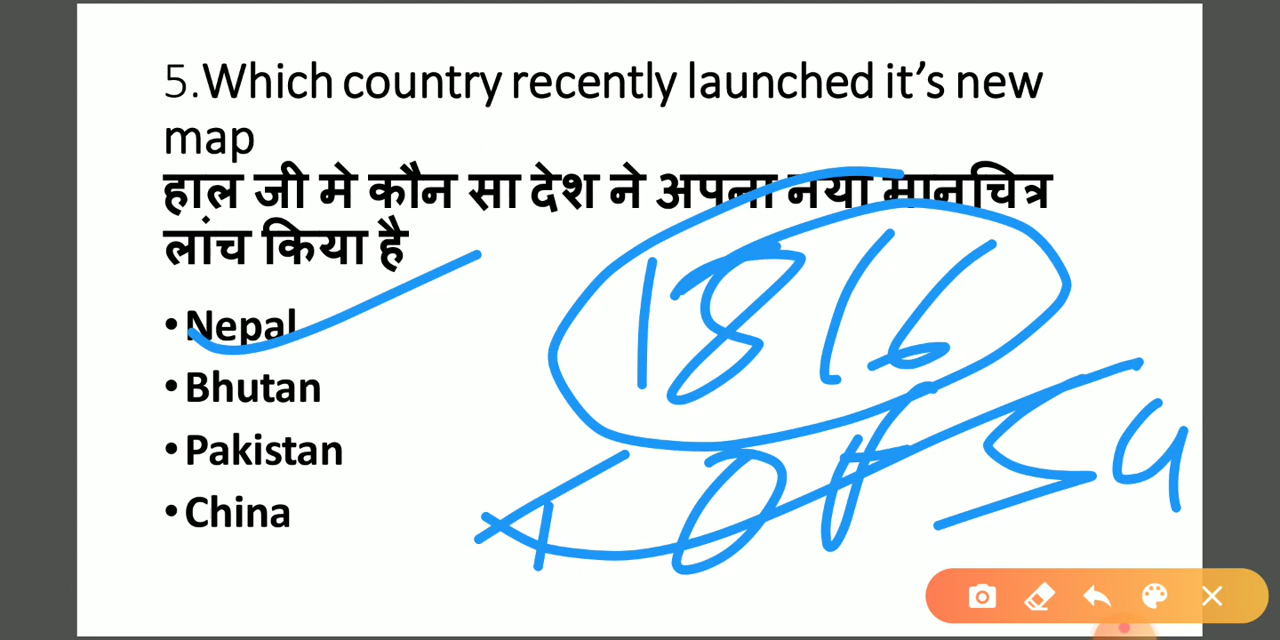 5.Which country recently launched it's new
map
हाल जी मे कौन सा देश ने अपना नया मानचित्र
लांच किया है
• Nepal
1816
• Bhutan
• Pakistan
• China